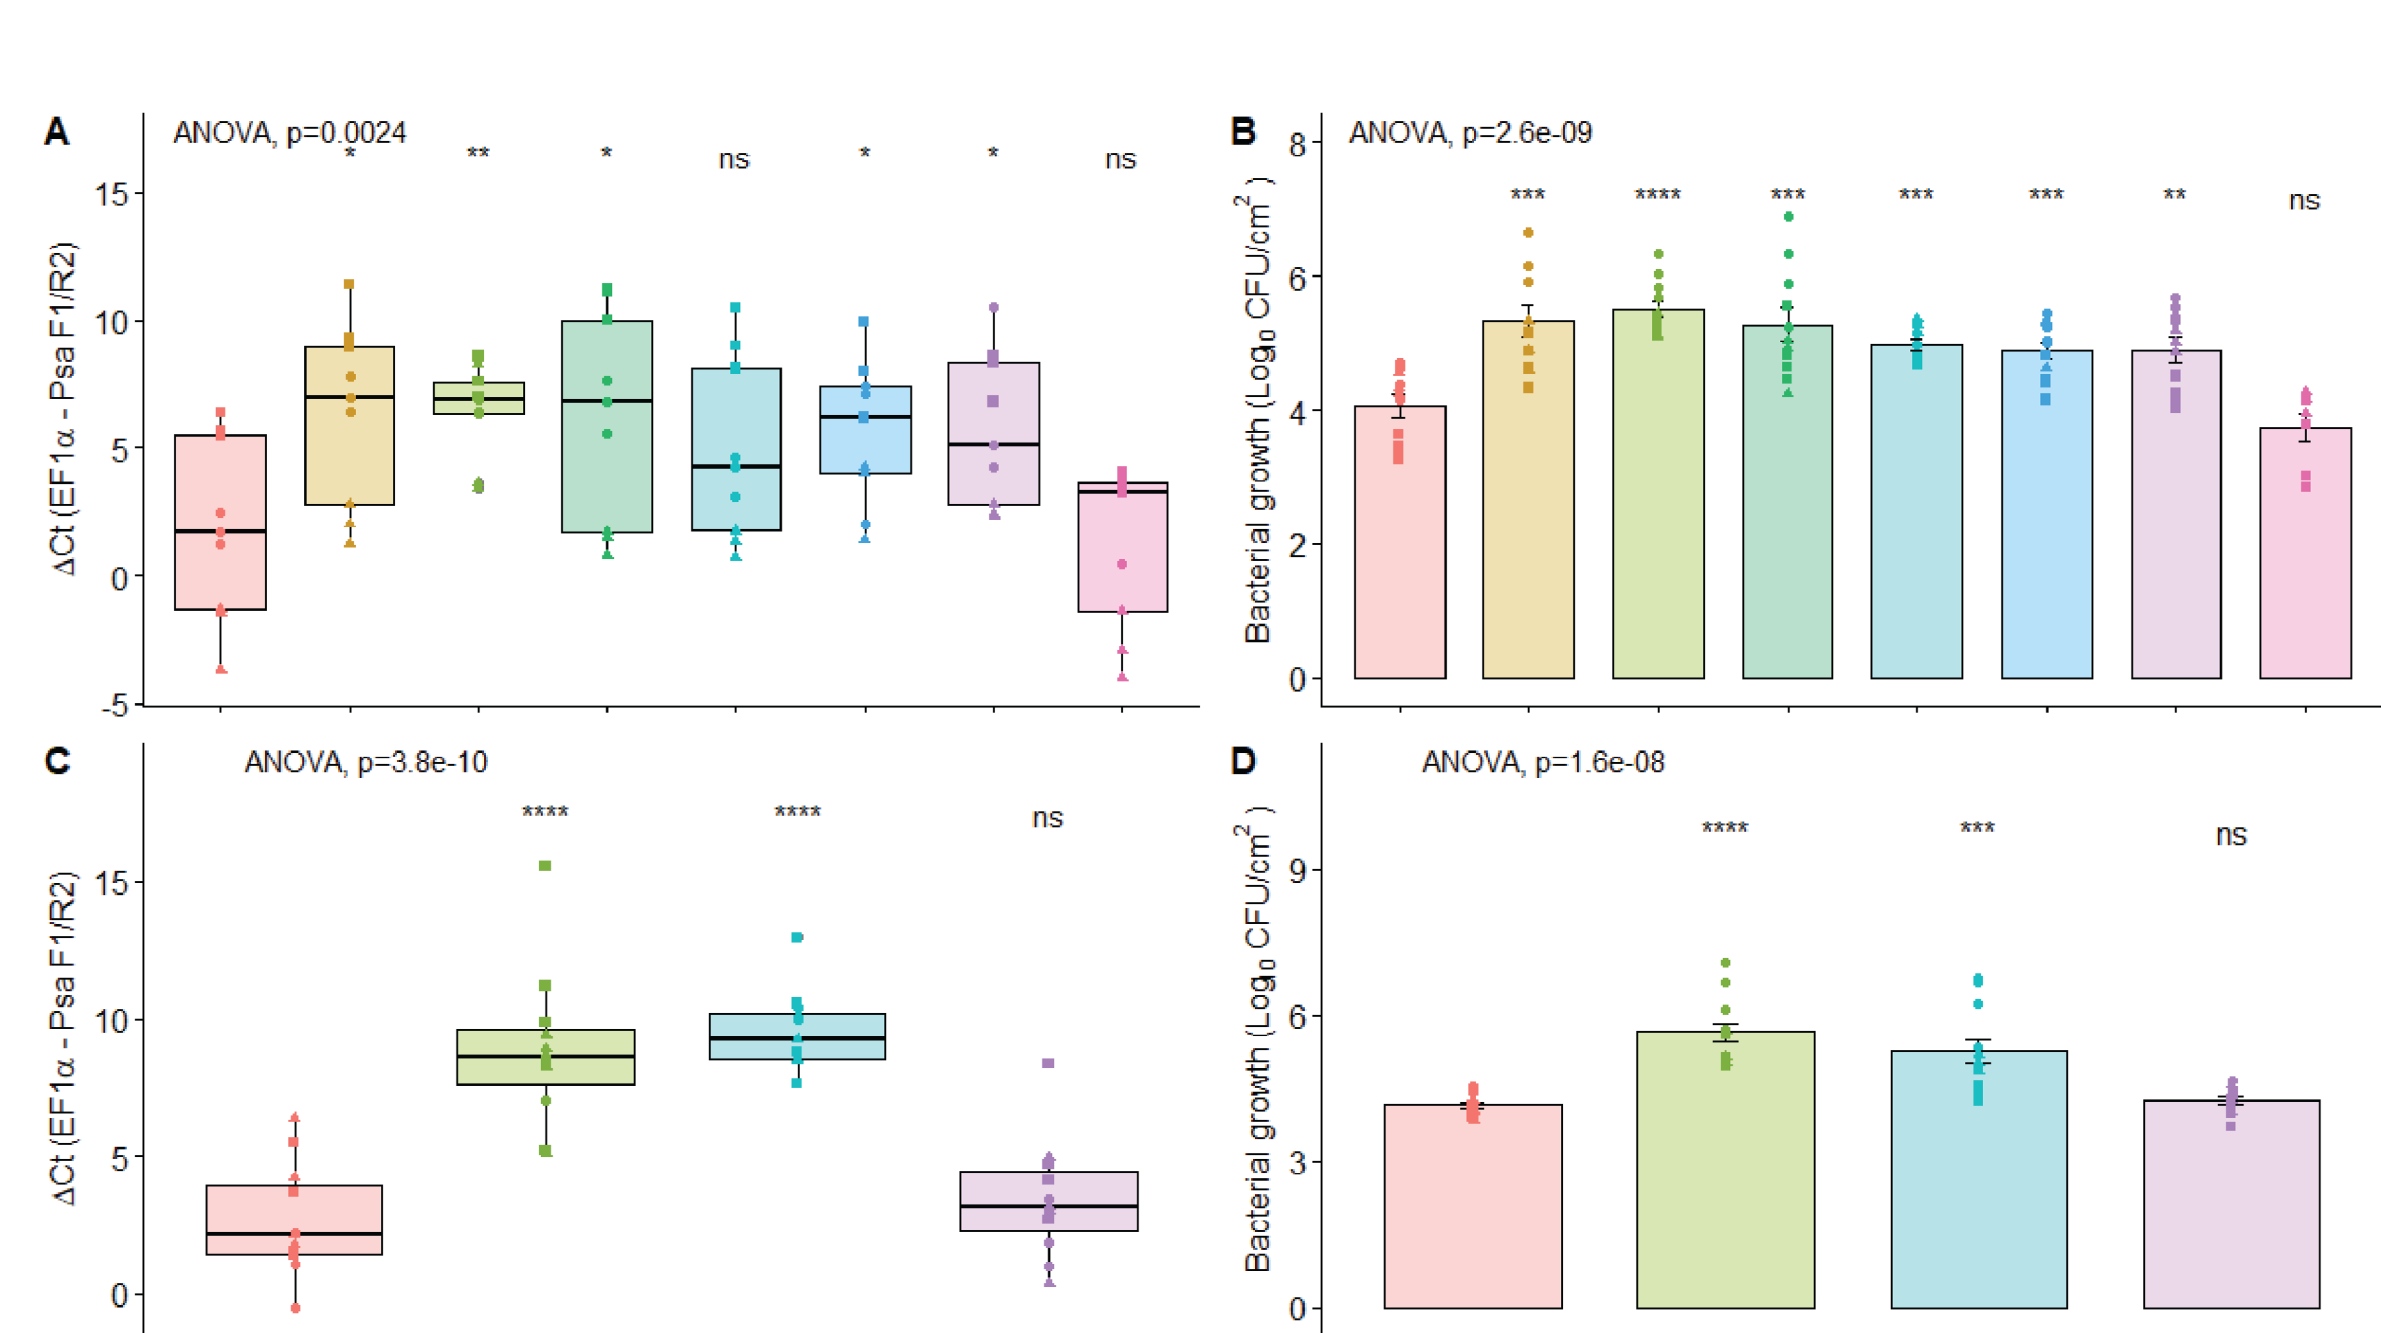 A
ANOVA, p=0.0024
* ** * ns * * ns
ΔCt (EF1α - Psa F1/R2)
15
10
5
0
-5
B
ANOVA, p=2.6e-09
*** **** *** *** *** ** ns
Bacterial growth (Log₁₀ CFU/cm²)
8
6
4
2
0
C
ANOVA, p=3.8e-10
**** **** ns
ΔCt (EF1α - Psa F1/R2)
15
10
5
0
D
ANOVA, p=1.6e-08
**** *** ns
Bacterial growth (Log₁₀ CFU/cm²)
9
6
3
0